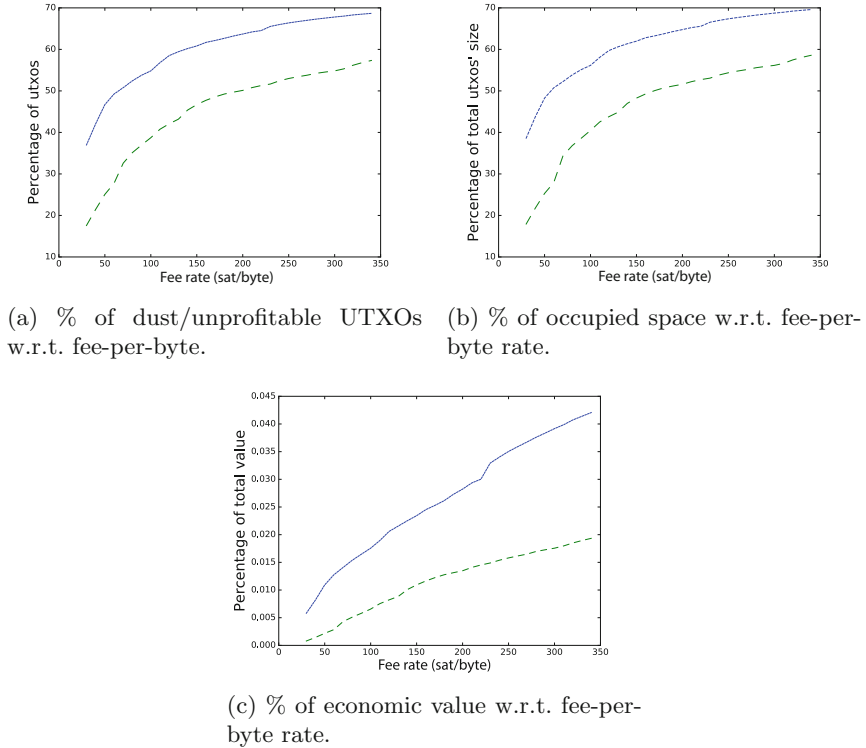 70
60
50
40
30
20
10
0 50 100 150 200 250 300 350
Percentage of utxos
Fee rate (sat/byte)
70
60
50
40
30
20
10
0 50 100 150 200 250 300 350
Percentage of total utxos' size
Fee rate (sat/byte)
(a) % of dust/unprofitable UTXOs
w.r.t. fee-per-byte.
(b) % of occupied space w.r.t. fee-per-
byte rate.
0.045
0.040
0.035
0.030
0.025
0.020
0.015
0.010
0.005
0.000
0 50 100 150 200 250 300 350
Percentage of total value
Fee rate (sat/byte)
(c) % of economic value w.r.t. fee-per-
byte rate.